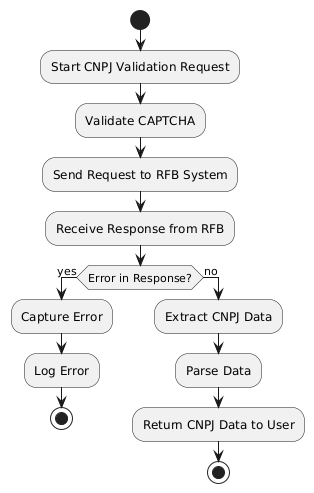 Start CNPJ Validation Request
Validate CAPTCHA
Send Request to RFB System
Receive Response from RFB
yes
Error in Response?
no
Capture Error
Extract CNPJ Data
Log Error
Parse Data
Return CNPJ Data to User